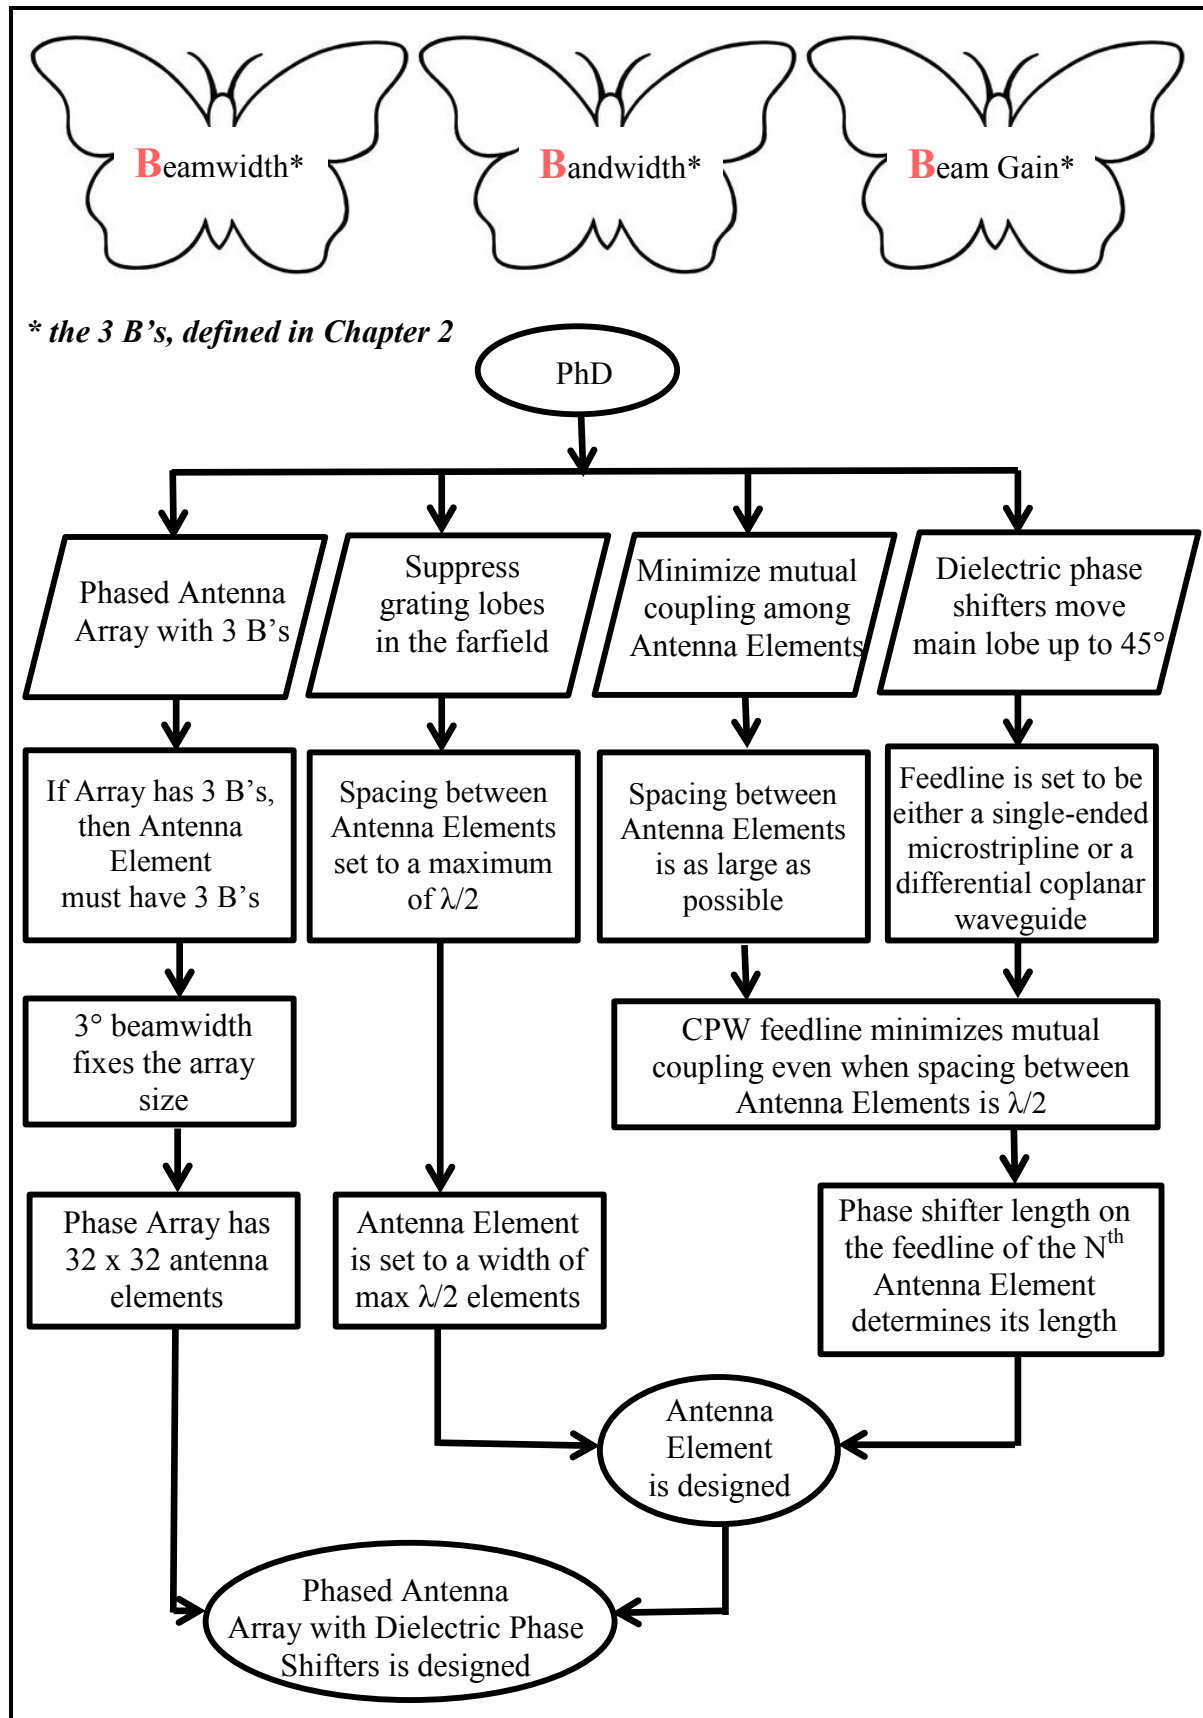 Beamwidth*
Bandwidth*
Beam Gain*
* the 3 B’s, defined in Chapter 2
PhD
Phased Antenna
Array with 3 B’s
Suppress
grating lobes
in the farfield
Minimize mutual
coupling among
Antenna Elements
Dielectric phase
shifters move
main lobe up to 45°
If Array has 3 B’s,
then Antenna
Element
must have 3 B’s
Spacing between
Antenna Elements
set to a maximum
of λ/2
Spacing between
Antenna Elements
is as large as
possible
Feedline is set to be
either a single-ended
microstripline or a
differential coplanar
waveguide
3° beamwidth
fixes the array
size
CPW feedline minimizes mutual
coupling even when spacing between
Antenna Elements is λ/2
Phase Array has
32 x 32 antenna
elements
Antenna Element
is set to a width of
max λ/2 elements
Phase shifter length on
the feedline of the Nth
Antenna Element
determines its length
Antenna
Element
is designed
Phased Antenna
Array with Dielectric Phase
Shifters is designed